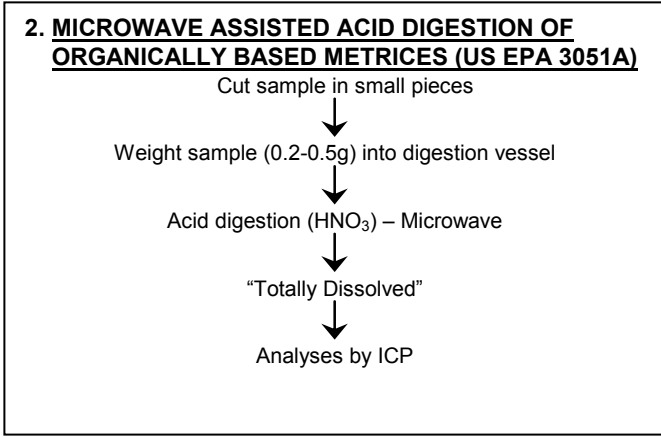 2. MICROWAVE ASSISTED ACID DIGESTION OF
ORGANICALLY BASED METRICES (US EPA 3051A)
Cut sample in small pieces
Weight sample (0.2-0.5g) into digestion vessel
Acid digestion (HNO₃) – Microwave
“Totally Dissolved”
Analyses by ICP